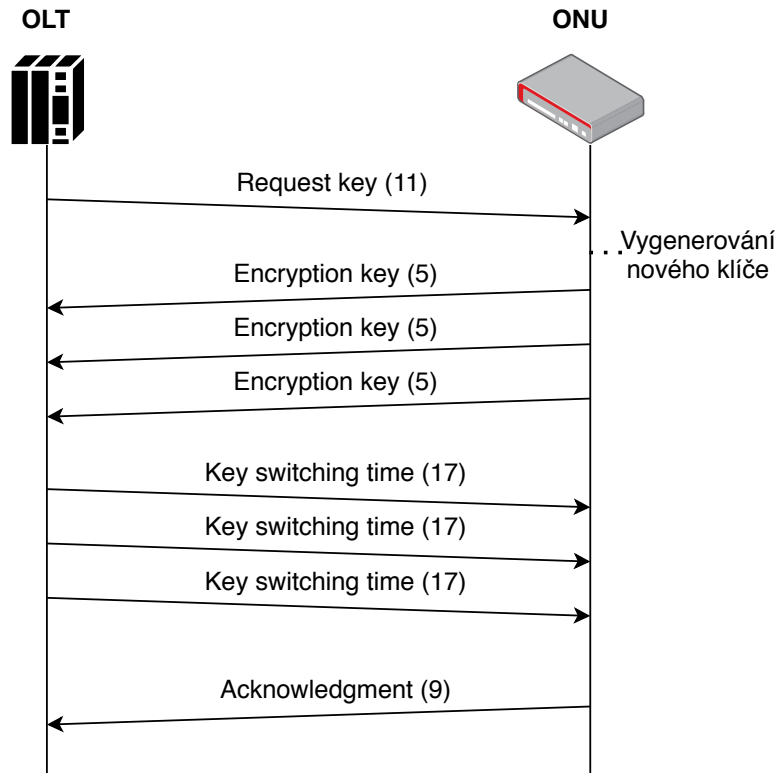 OLT
ONU
Request key (11)
Vygenerování
nového klíče
Encryption key (5)
Encryption key (5)
Encryption key (5)
Key switching time (17)
Key switching time (17)
Key switching time (17)
Acknowledgment (9)